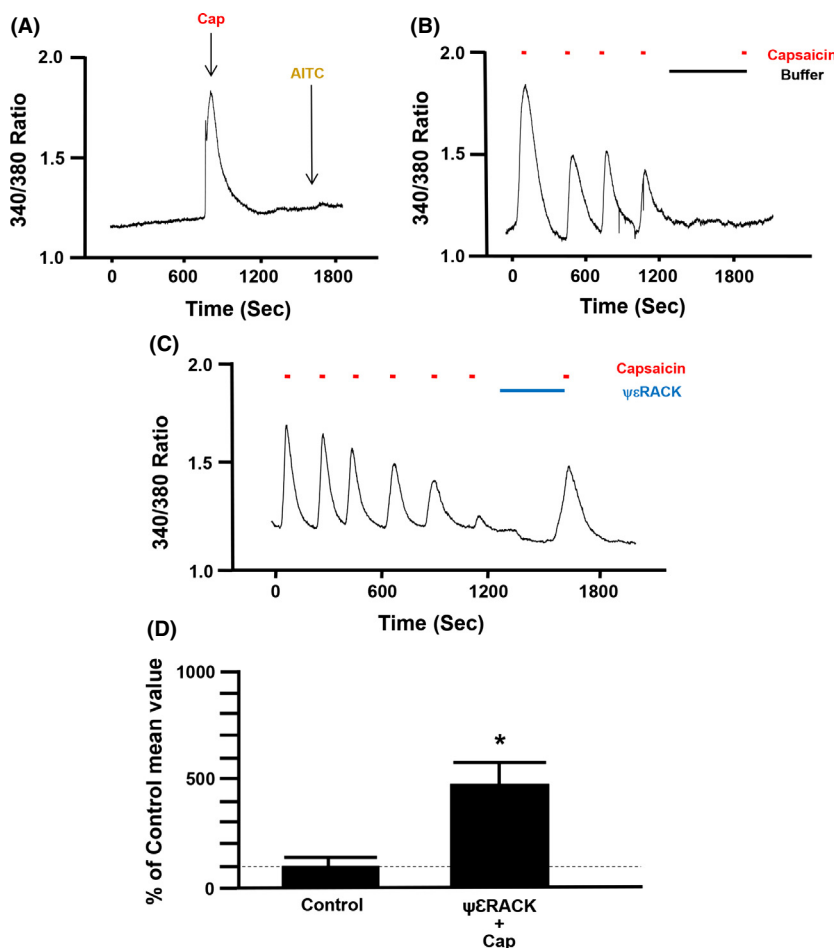 (A)
Cap
AITC
340/380 Ratio
2.0
1.5
1.0
0 600 1200 1800
Time (Sec)
(B)
Capsaicin
Buffer
340/380 Ratio
2.0
1.5
1.0
0 600 1200 1800
Time (Sec)
(C)
Capsaicin
ψεRACK
340/380 Ratio
2.0
1.5
1.0
0 600 1200 1800
Time (Sec)
(D)
% of Control mean value
1000
500
0
*
Control
ψƐRACK
+
Cap